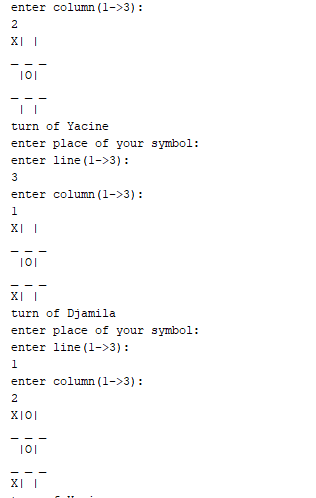 enter column(1->3):
2
X| |
_ _ _
 |O|
_ _ _
 | |
turn of Yacine
enter place of your symbol:
enter line(1->3):
3
enter column(1->3):
1
X| |
_ _ _
 |O|
_ _ _
X| |
turn of Djamila
enter place of your symbol:
enter line(1->3):
1
enter column(1->3):
2
X|O|
_ _ _
 |O|
_ _ _
X| |